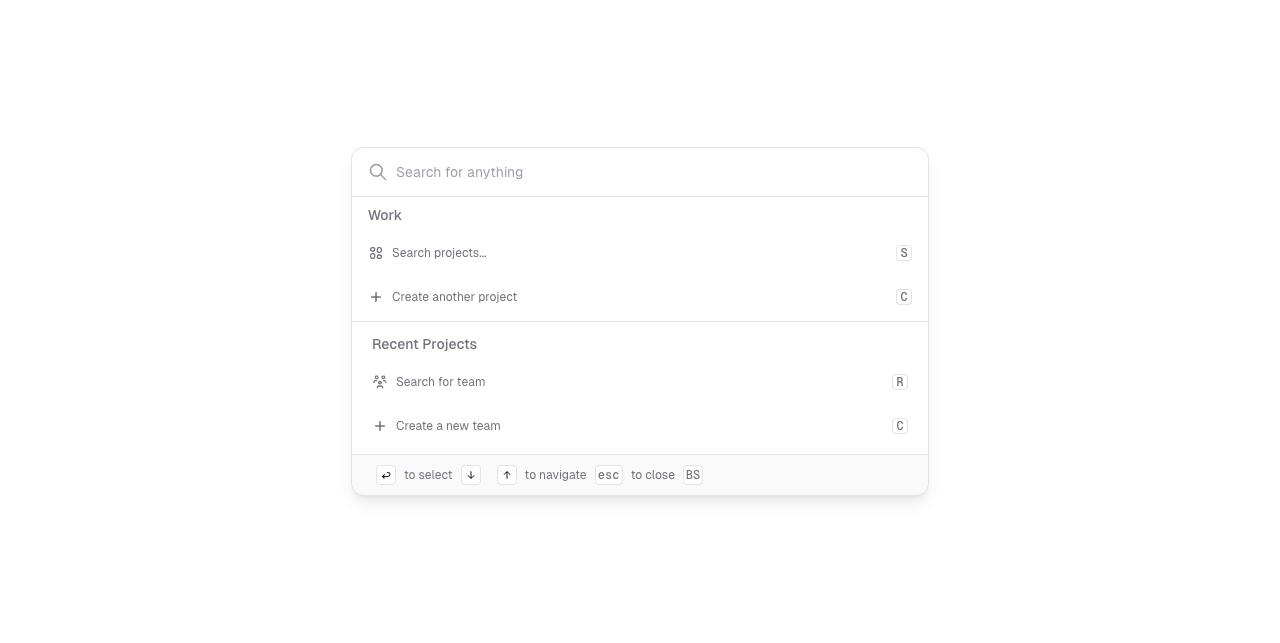 Search for anything
Work
Search projects... S
Create another project C
Recent Projects
Search for team R
Create a new team C
↵ to select ↓ ↑ to navigate esc to close BS